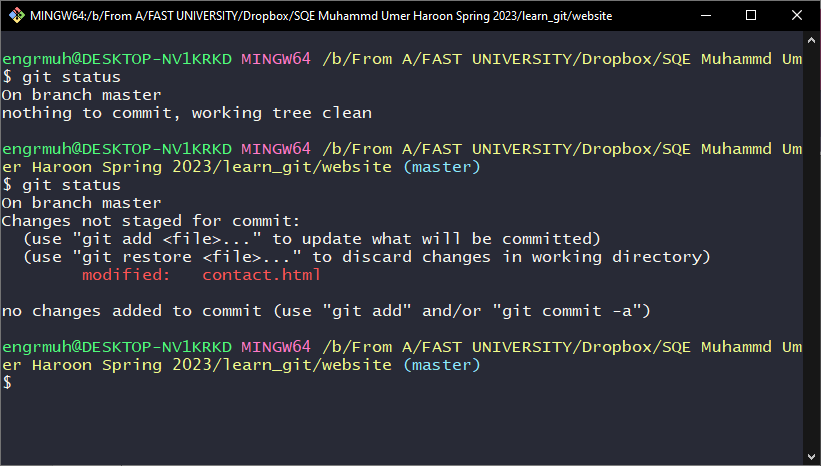 MINGW64:/b/From A/FAST UNIVERSITY/Dropbox/SQE Muhammd Umer Haroon Spring 2023/learn_git/website
engrmuh@DESKTOP-NV1KRKD MINGW64 /b/From A/FAST UNIVERSITY/Dropbox/SQE Muhammd Um
$ git status
On branch master
nothing to commit, working tree clean
engrmuh@DESKTOP-NV1KRKD MINGW64 /b/From A/FAST UNIVERSITY/Dropbox/SQE Muhammd Um
er Haroon Spring 2023/learn_git/website (master)
$ git status
On branch master
Changes not staged for commit:
  (use "git add <file>..." to update what will be committed)
  (use "git restore <file>..." to discard changes in working directory)
        modified:   contact.html
no changes added to commit (use "git add" and/or "git commit -a")
engrmuh@DESKTOP-NV1KRKD MINGW64 /b/From A/FAST UNIVERSITY/Dropbox/SQE Muhammd Um
er Haroon Spring 2023/learn_git/website (master)
$